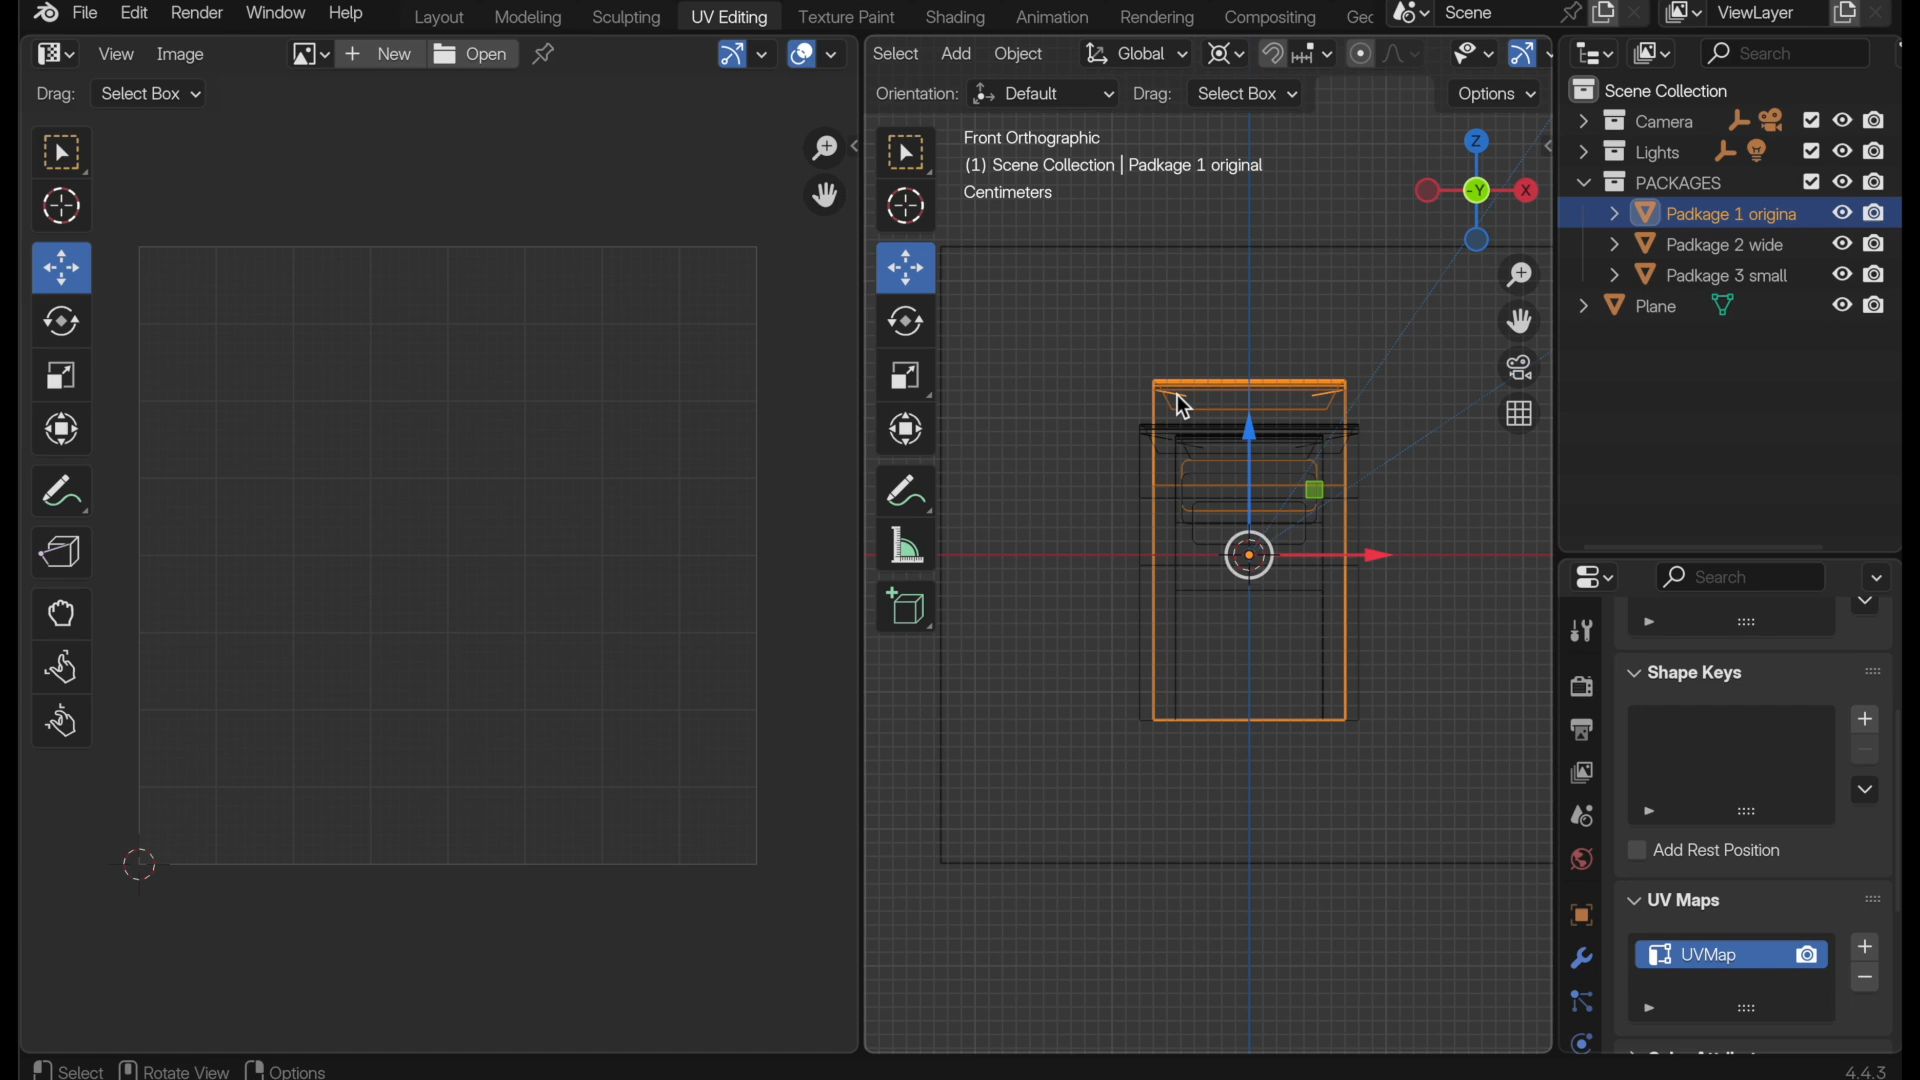 File Edit Render Window Help
Layout Modeling Sculpting UV Editing Texture Paint Shading Animation Rendering Compositing Gec
Scene
ViewLayer
View Image
New Open
Select Add Object
Global
Search
Drag: Select Box
Orientation: Default Drag: Select Box
Options
Scene Collection
Camera
Lights
PACKAGES
Padkage 1 origina
Padkage 2 wide
Padkage 3 small
Plane
Front Orthographic
(1) Scene Collection | Padkage 1 original
Centimeters
Z
-Y
X
Search
Shape Keys
Add Rest Position
UV Maps
UVMap
Select Rotate View Options
4.4.3